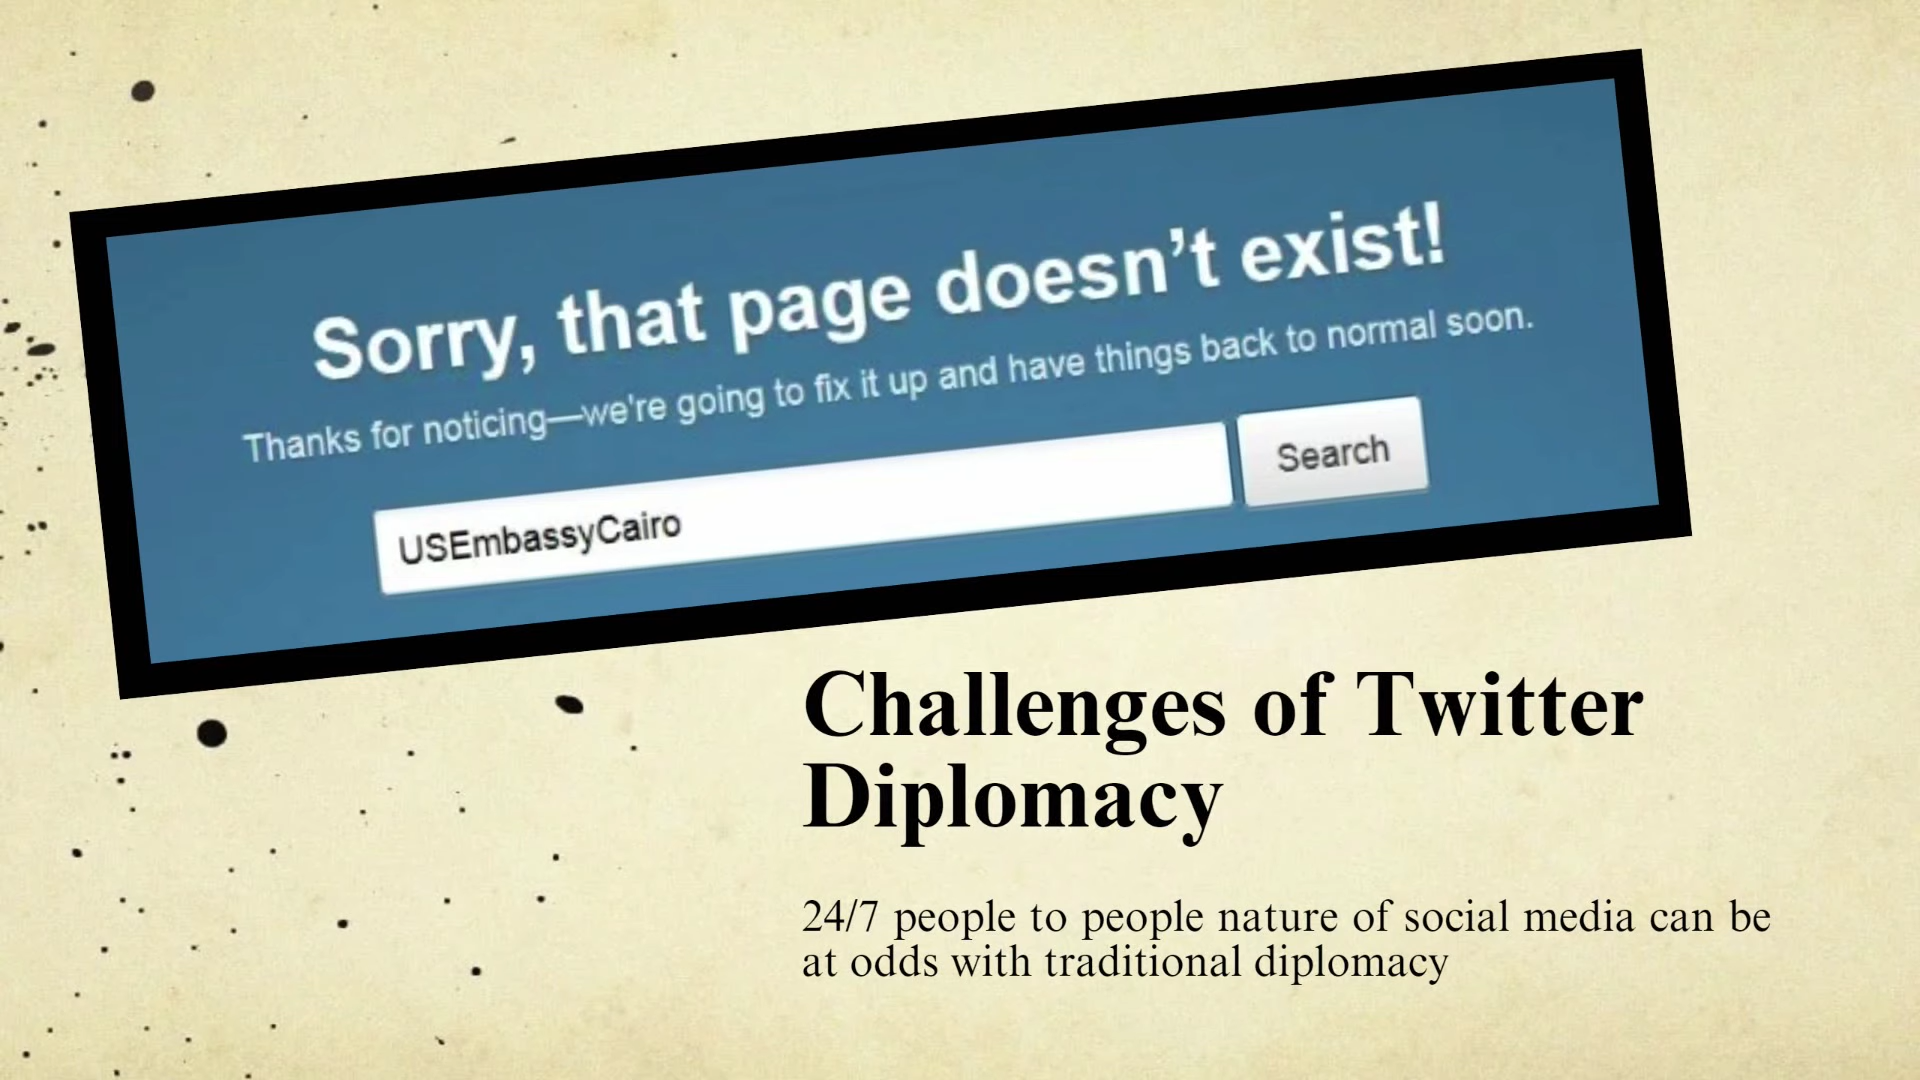 Sorry, that page doesn’t exist!
Thanks for noticing—we're going to fix it up and have things back to normal soon.
USEmbassyCairo
Search
Challenges of Twitter
Diplomacy
24/7 people to people nature of social media can be
at odds with traditional diplomacy